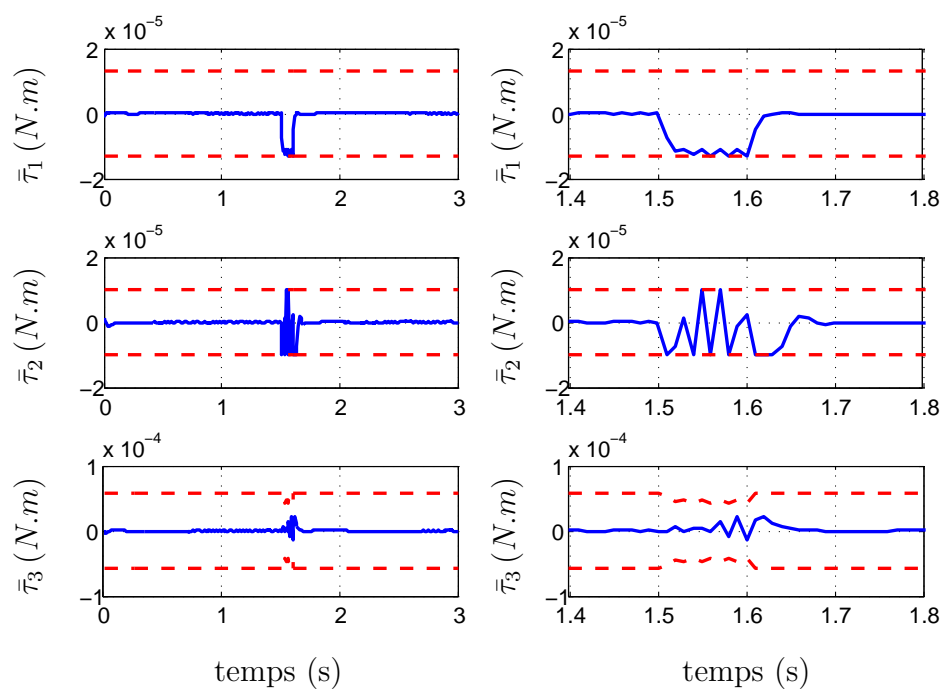 x 10⁻⁵
2
0
−2
0 1 2 3
τ̄₁ (N.m)
x 10⁻⁵
2
0
−2
1.4 1.5 1.6 1.7 1.8
τ̄₁ (N.m)
x 10⁻⁵
2
0
−2
0 1 2 3
τ̄₂ (N.m)
x 10⁻⁵
2
0
−2
1.4 1.5 1.6 1.7 1.8
τ̄₂ (N.m)
x 10⁻⁴
1
0
−1
0 1 2 3
τ̄₃ (N.m)
temps (s)
x 10⁻⁴
1
0
−1
1.4 1.5 1.6 1.7 1.8
τ̄₃ (N.m)
temps (s)